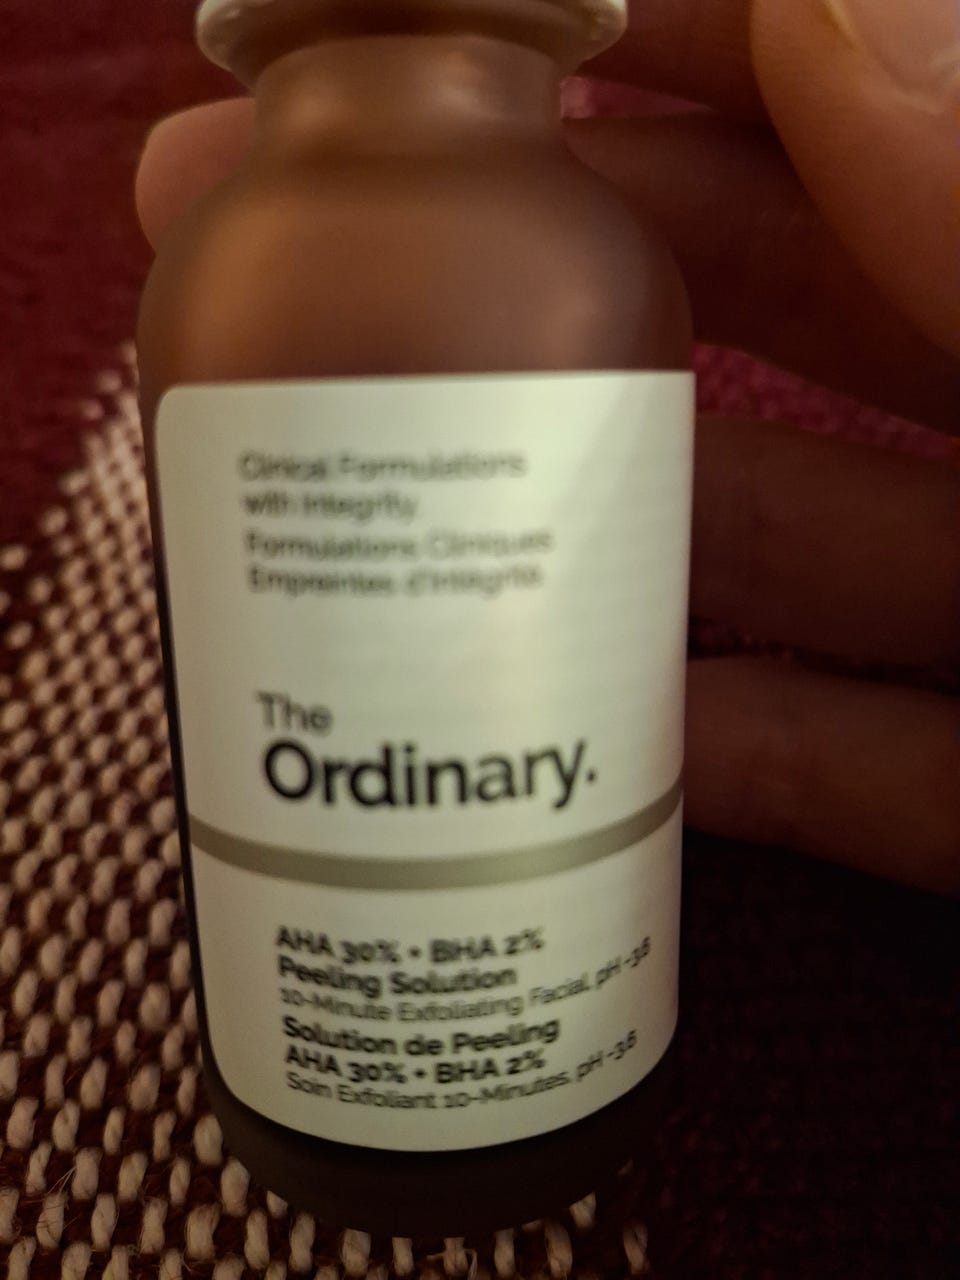 Clinical Formulations
with Integrity
Formulations Cliniques
Empreintes d'Intégrité
The
Ordinary.
AHA 30% + BHA 2%
Peeling Solution
10-Minute Exfoliating Facial, pH ~3.6
Solution de Peeling
AHA 30% + BHA 2%
Soin Exfoliant 10-Minutes, pH ~3.6